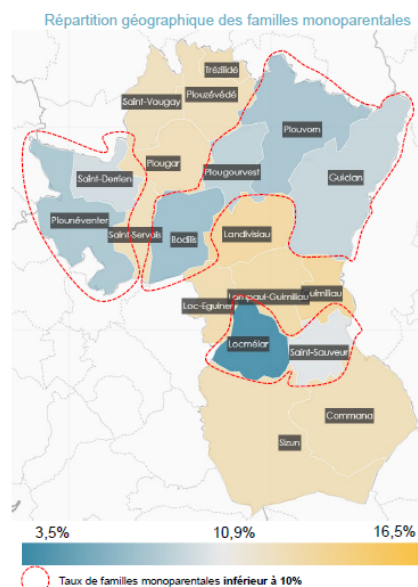 Répartition géographique des familles monoparentales
Trézilidé
Saint-Vougay
Plouzévédé
Plouvorn
Plougar
Plougourvest
Saint-Derrien
Guiclan
Plounéventer
Saint-Servais
Bodilis
Landivisiau
Lampaul-Guimiliau
Guimiliau
Loc-Eguiner
Locmélar
Saint-Sauveur
Commana
Sizun
3,5%
10,9%
16,5%
Taux de familles monoparentales inférieur à 10%